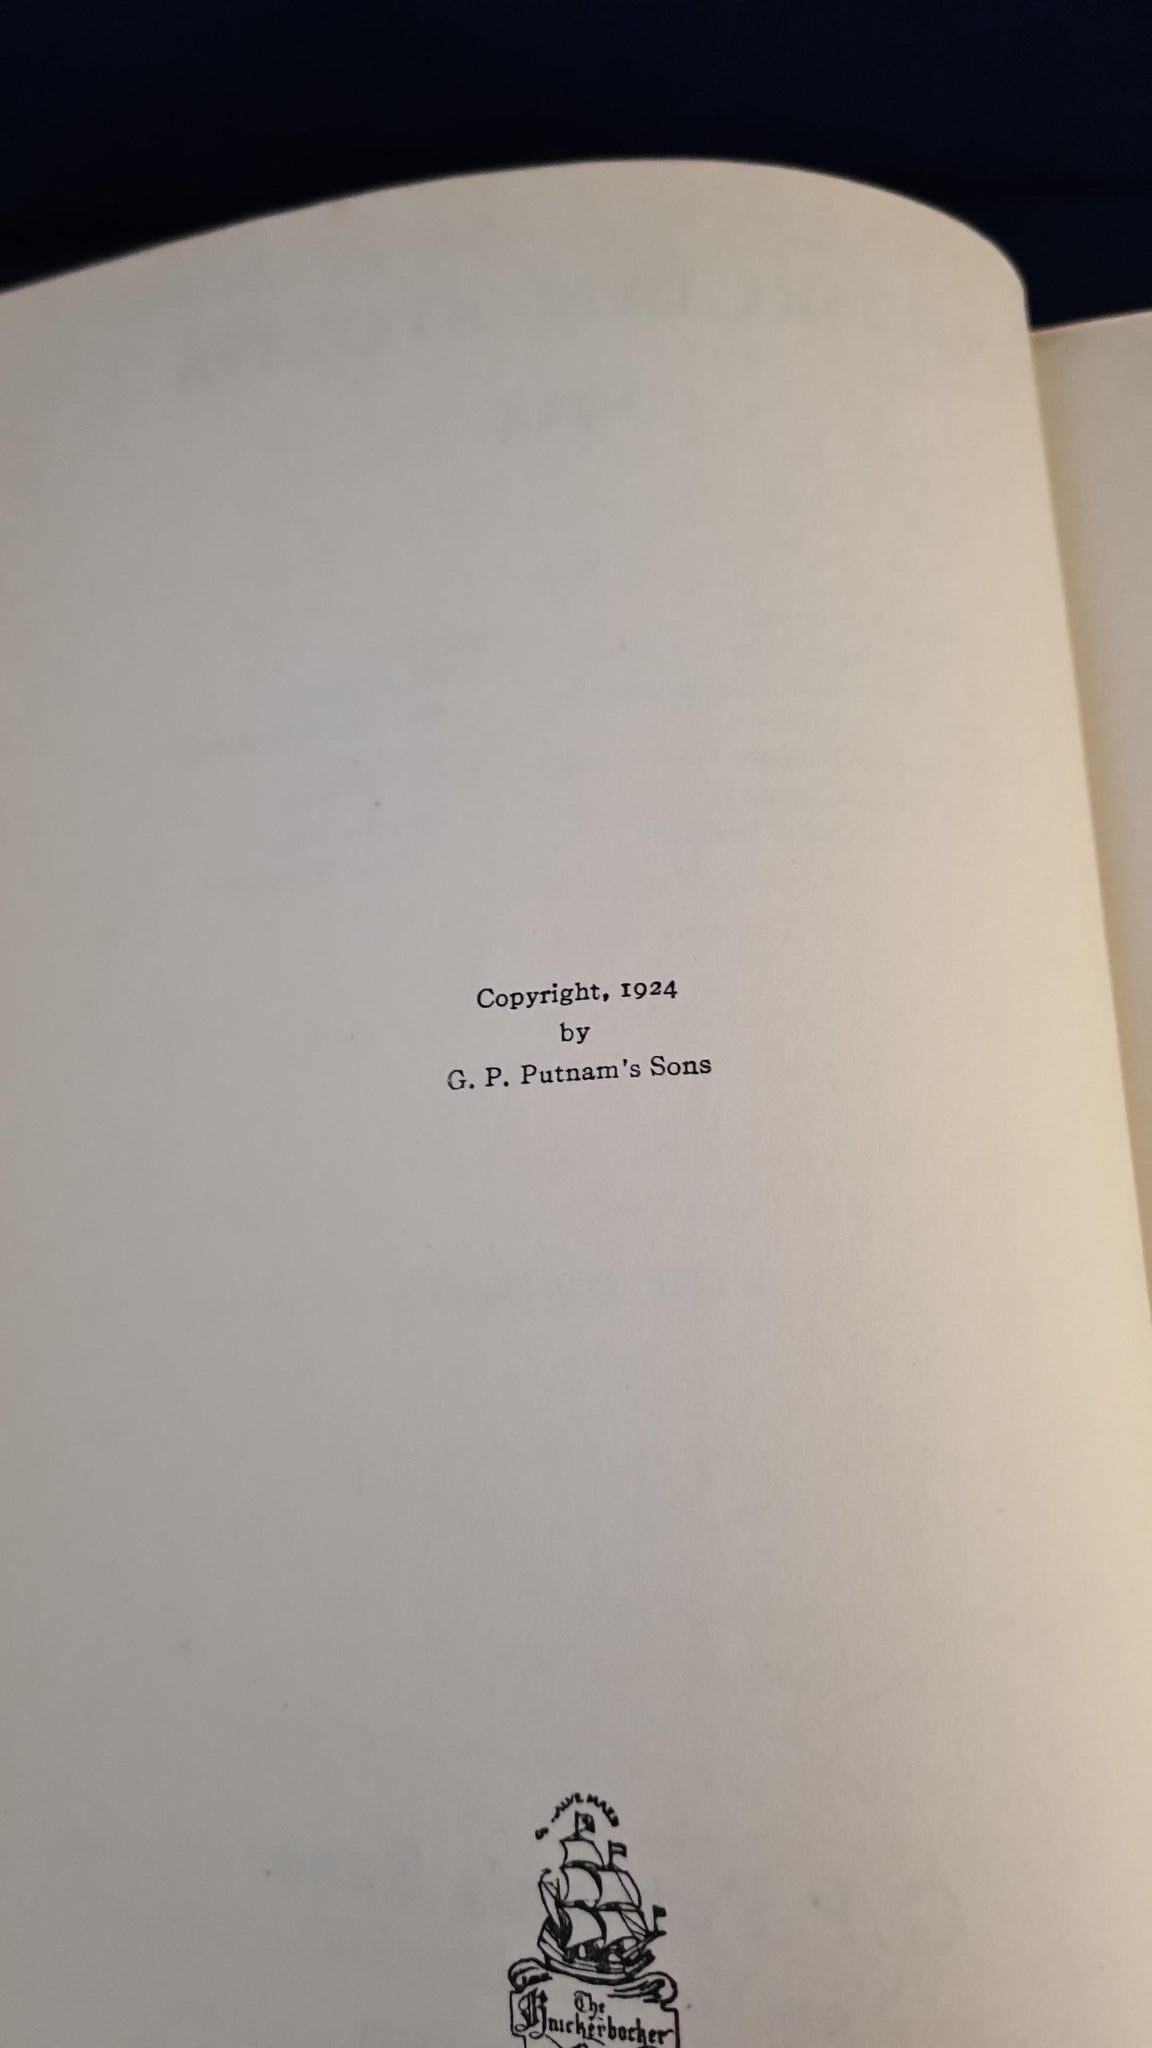 Copyright, 1924
by
G. P. Putnam's Sons
The
Knickerbocker